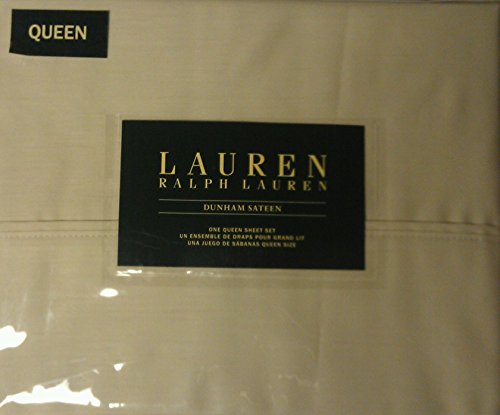 QUEEN
LAUREN
RALPH LAUREN
DUNHAM SATEEN
ONE QUEEN SHEET SET
UN ENSEMBLE DE DRAPS POUR GRAND LIT
UNA JUEGO DE SÁBANAS QUEEN SIZE